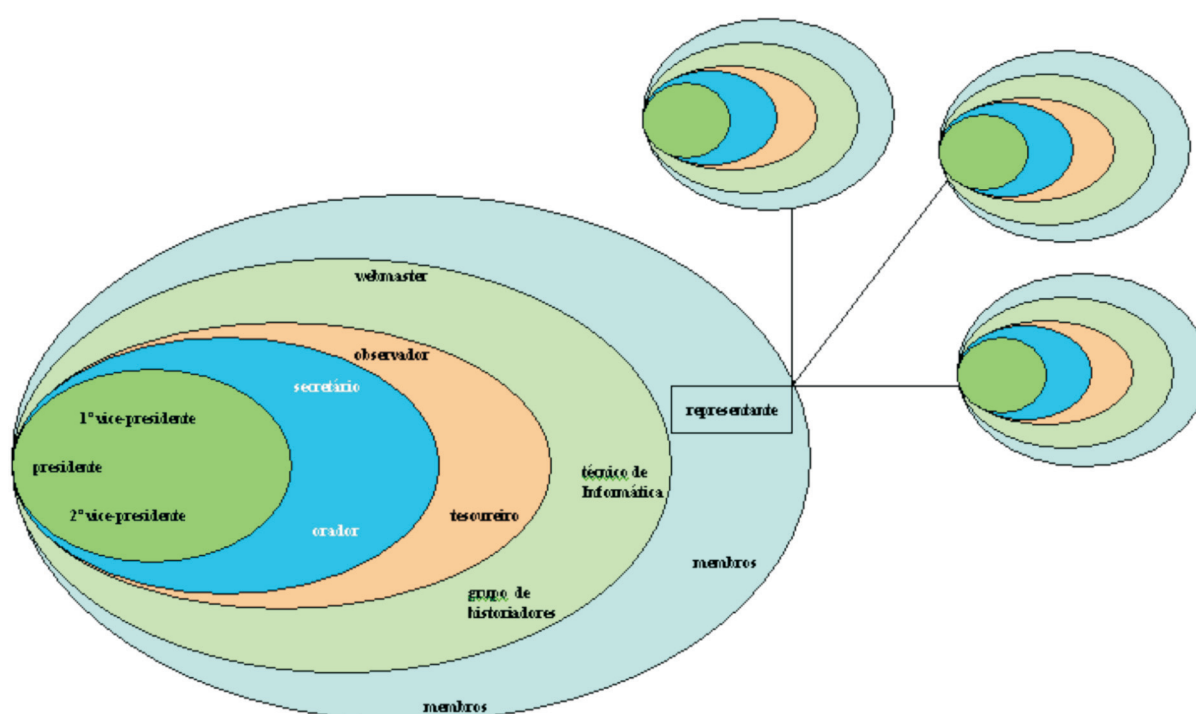 webmaster
observador
secretário
representante
1º vice-presidente
presidente
técnico de
Informática
2º vice-presidente
tesoureiro
orador
membros
grupo de
historiadores
membros